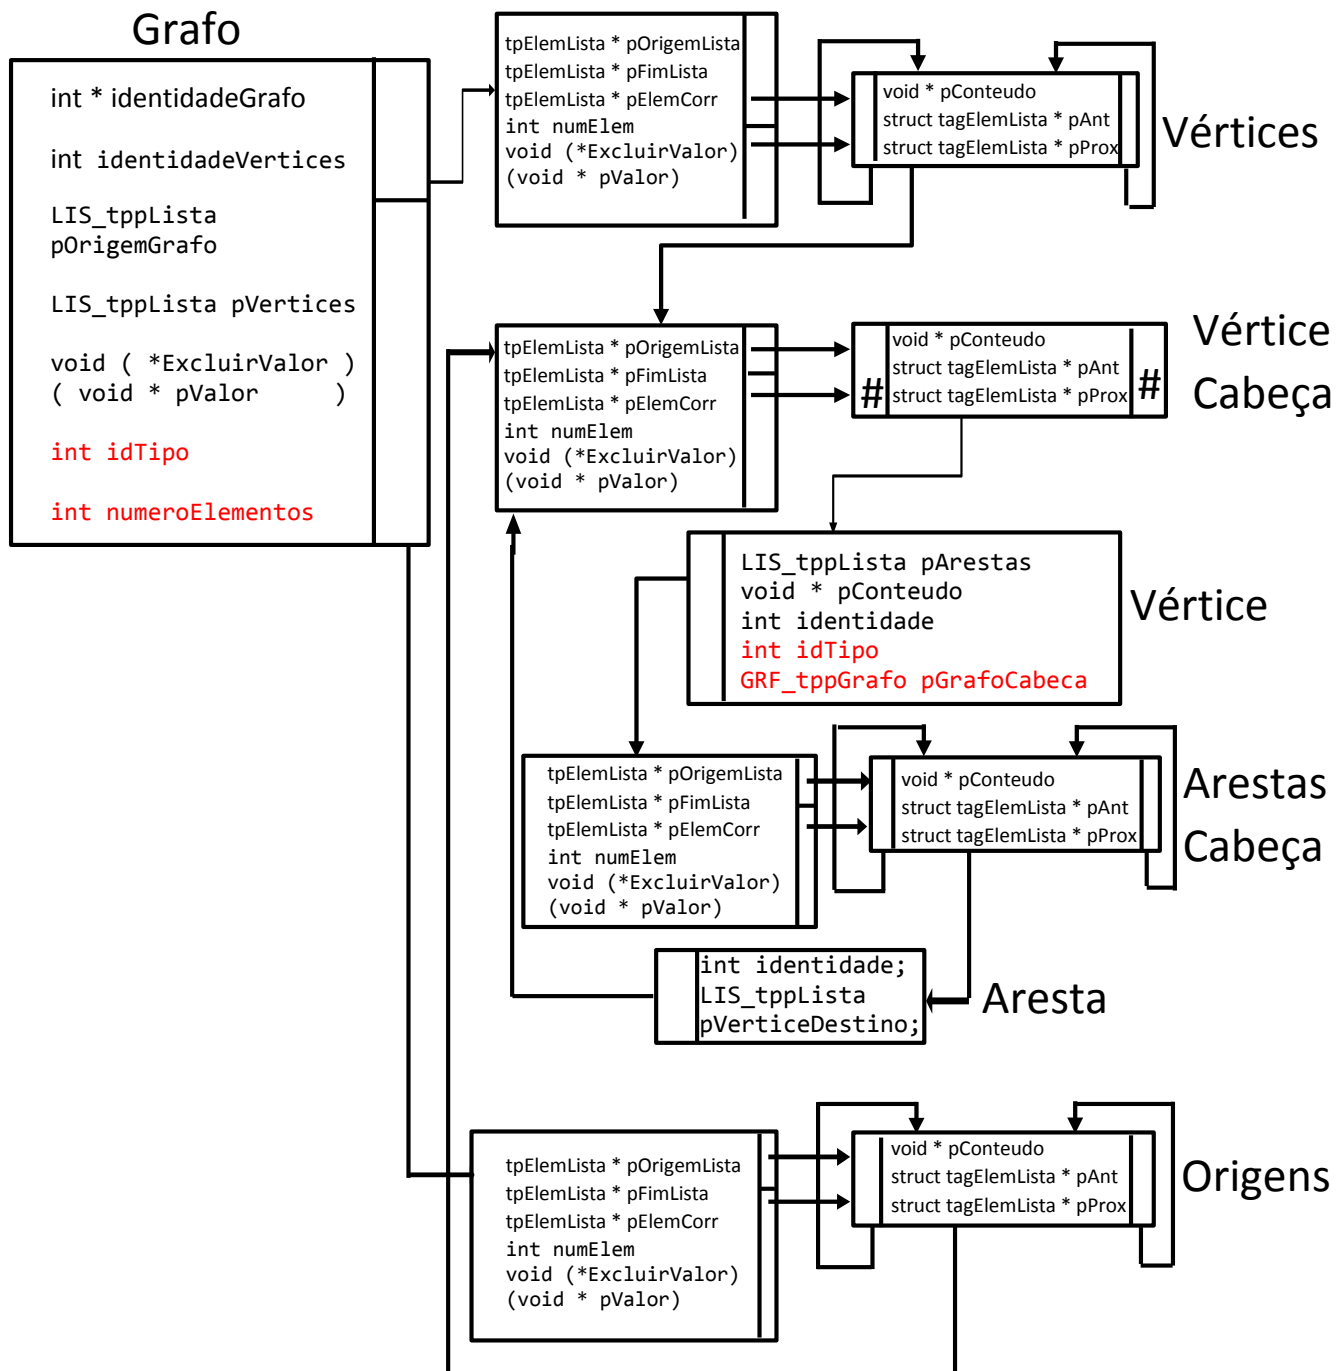 Grafo
int * identidadeGrafo
int identidadeVertices
LIS_tppLista
pOrigemGrafo
LIS_tppLista pVertices
void ( *ExcluirValor )
( void * pValor )
int idTipo
int numeroElementos
tpElemLista * pOrigemLista
tpElemLista * pFimLista
tpElemLista * pElemCorr
int numElem
void (*ExcluirValor)
(void * pValor)
void * pConteudo
struct tagElemLista * pAnt
struct tagElemLista * pProx
Vértices
tpElemLista * pOrigemLista
tpElemLista * pFimLista
tpElemLista * pElemCorr
int numElem
void (*ExcluirValor)
(void * pValor)
#
void * pConteudo
struct tagElemLista * pAnt
struct tagElemLista * pProx
#
Vértice
Cabeça
LIS_tppLista pArestas
void * pConteudo
int identidade
int idTipo
GRF_tppGrafo pGrafoCabeca
Vértice
tpElemLista * pOrigemLista
tpElemLista * pFimLista
tpElemLista * pElemCorr
int numElem
void (*ExcluirValor)
(void * pValor)
void * pConteudo
struct tagElemLista * pAnt
struct tagElemLista * pProx
Arestas
Cabeça
int identidade;
LIS_tppLista
pVerticeDestino;
Aresta
tpElemLista * pOrigemLista
tpElemLista * pFimLista
tpElemLista * pElemCorr
int numElem
void (*ExcluirValor)
(void * pValor)
void * pConteudo
struct tagElemLista * pAnt
struct tagElemLista * pProx
Origens